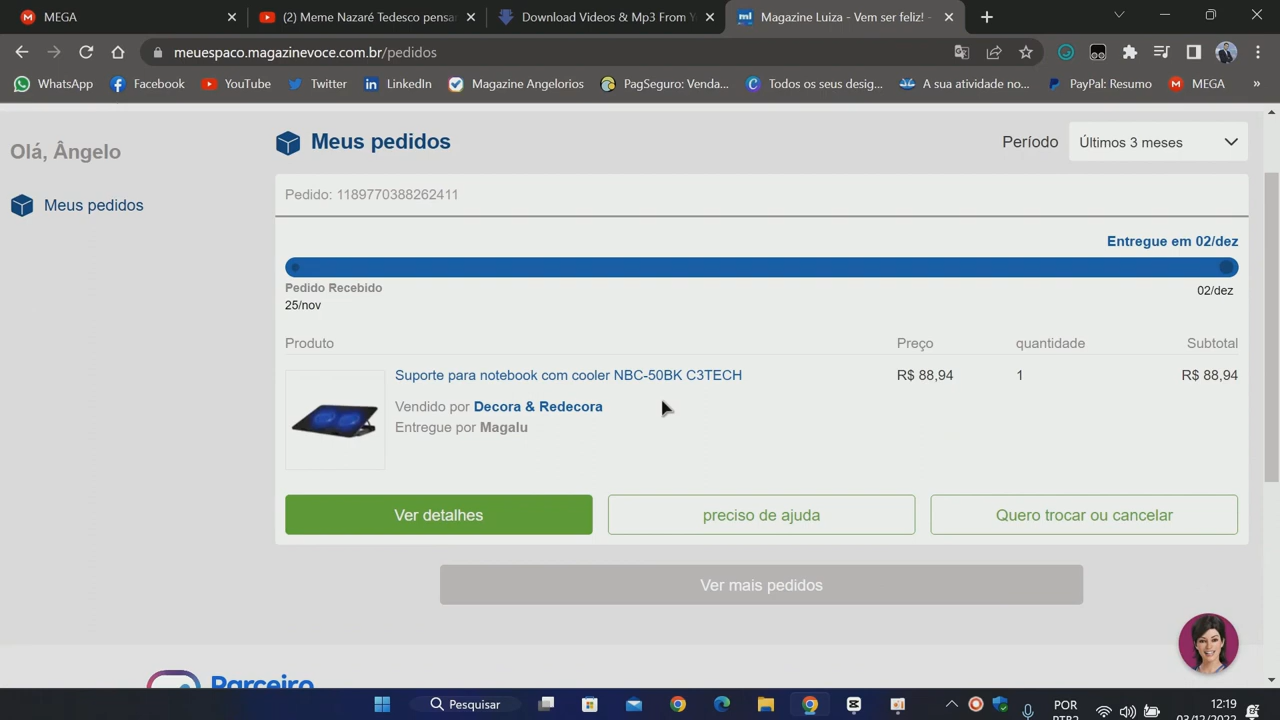 MEGA
(2) Meme Nazaré Tedesco pensa
Download Videos & Mp3 From Y
Magazine Luiza - Vem ser feliz! -
meuespaco.magazinevoce.com.br/pedidos
WhatsApp
Facebook
YouTube
Twitter
LinkedIn
Magazine Angelorios
PagSeguro: Venda...
Todos os seus desig...
A sua atividade no...
PayPal: Resumo
MEGA
»
Olá, Ângelo
Meus pedidos
Meus pedidos
Período
Últimos 3 meses
Pedido: 1189770388262411
Entregue em 02/dez
Pedido Recebido
25/nov
02/dez
Produto
Preço
quantidade
Subtotal
Suporte para notebook com cooler NBC-50BK C3TECH
R$ 88,94
1
R$ 88,94
Vendido por Decora & Redecora
Entregue por Magalu
Ver detalhes
preciso de ajuda
Quero trocar ou cancelar
Ver mais pedidos
Parceiro
Pesquisar
POR
PTB2
12:19
03/12/2022